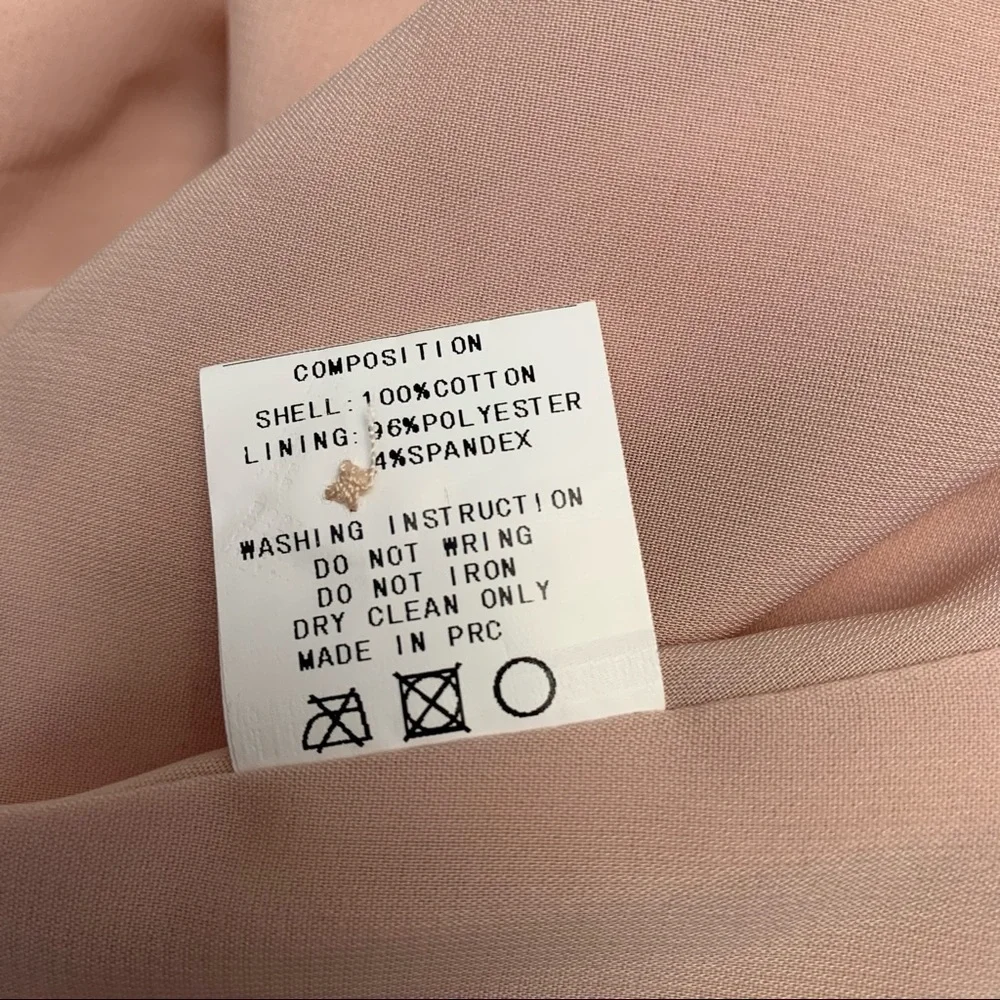 COMPOSITION
SHELL:100%COTTON
LINING:96%POLYESTER
4%SPANDEX
WASHING INSTRUCTION
DO NOT WRING
DO NOT IRON
DRY CLEAN ONLY
MADE IN PRC